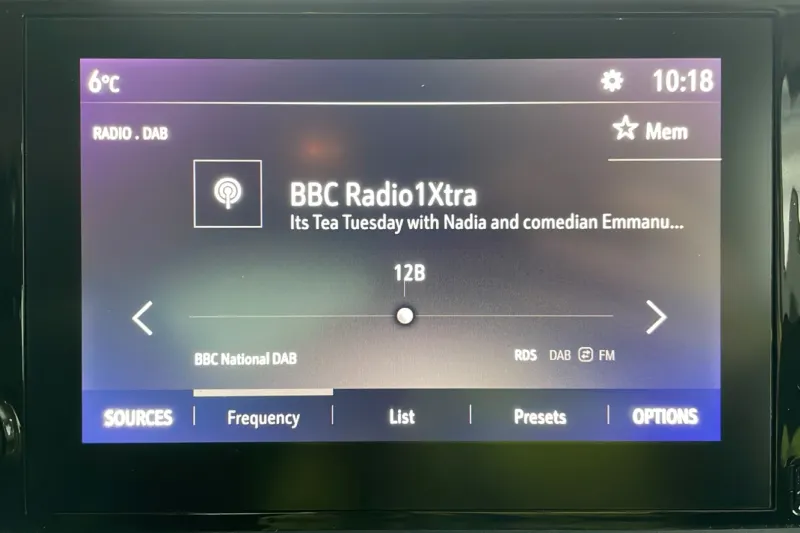 6°C 10:18
RADIO . DAB
Mem
BBC Radio1Xtra
Its Tea Tuesday with Nadia and comedian Emmanu...
12B
BBC National DAB
RDS DAB FM
SOURCES Frequency List Presets OPTIONS